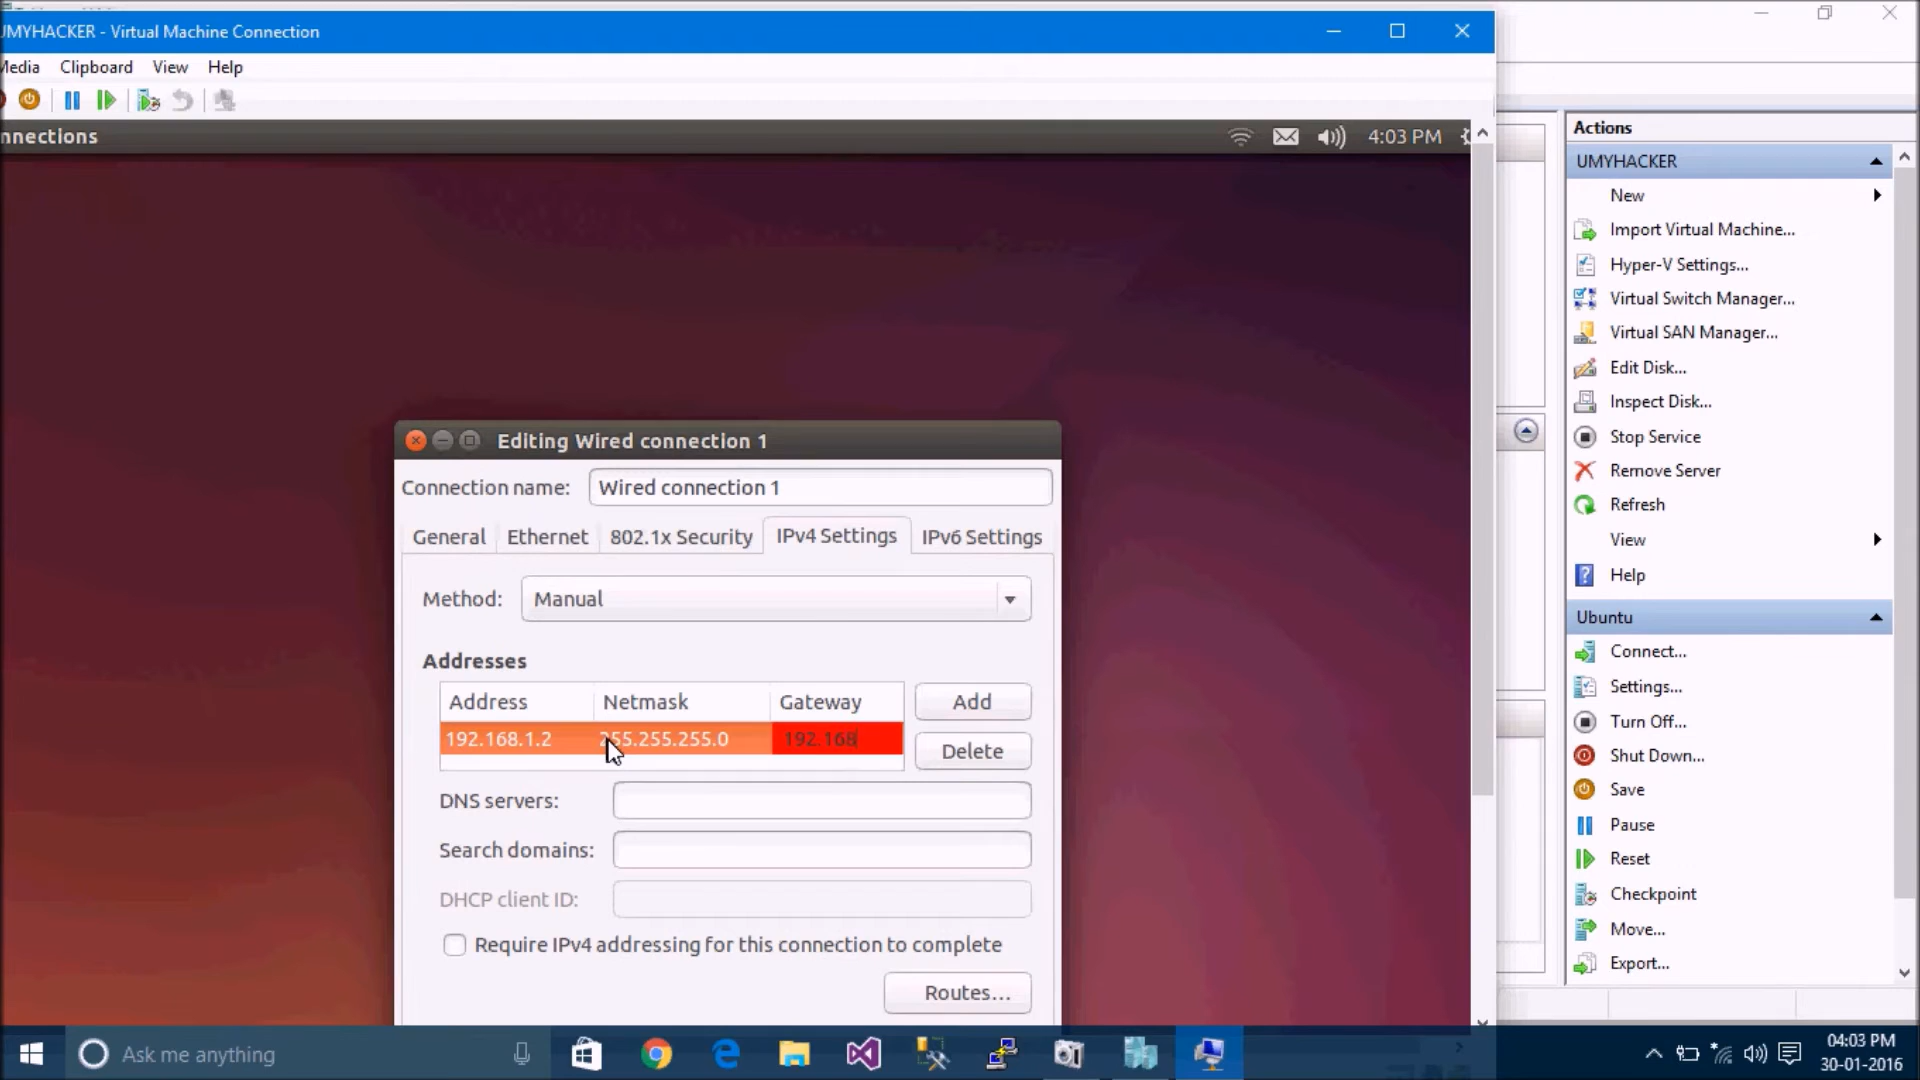 UMYHACKER - Virtual Machine Connection
Media Clipboard View Help
nnections
4:03 PM
Editing Wired connection 1
Connection name: Wired connection 1
General Ethernet 802.1x Security IPv4 Settings IPv6 Settings
Method: Manual
Addresses
Address Netmask Gateway Add
192.168.1.2 255.255.255.0 192.168
Delete
DNS servers:
Search domains:
DHCP client ID:
Require IPv4 addressing for this connection to complete
Routes...
Actions
UMYHACKER
New
Import Virtual Machine...
Hyper-V Settings...
Virtual Switch Manager...
Virtual SAN Manager...
Edit Disk...
Inspect Disk...
Stop Service
Remove Server
Refresh
View
Help
Ubuntu
Connect...
Settings...
Turn Off...
Shut Down...
Save
Pause
Reset
Checkpoint
Move...
Export...
Ask me anything
04:03 PM
30-01-2016